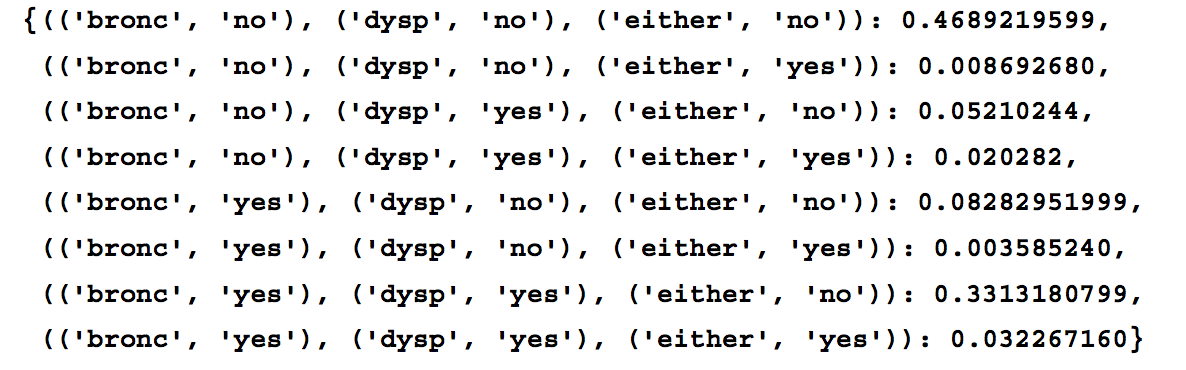 {(('bronc', 'no'), ('dysp', 'no'), ('either', 'no')): 0.4689219599,
(('bronc', 'no'), ('dysp', 'no'), ('either', 'yes')): 0.008692680,
(('bronc', 'no'), ('dysp', 'yes'), ('either', 'no')): 0.05210244,
(('bronc', 'no'), ('dysp', 'yes'), ('either', 'yes')): 0.020282,
(('bronc', 'yes'), ('dysp', 'no'), ('either', 'no')): 0.08282951999,
(('bronc', 'yes'), ('dysp', 'no'), ('either', 'yes')): 0.003585240,
(('bronc', 'yes'), ('dysp', 'yes'), ('either', 'no')): 0.3313180799,
(('bronc', 'yes'), ('dysp', 'yes'), ('either', 'yes')): 0.032267160}